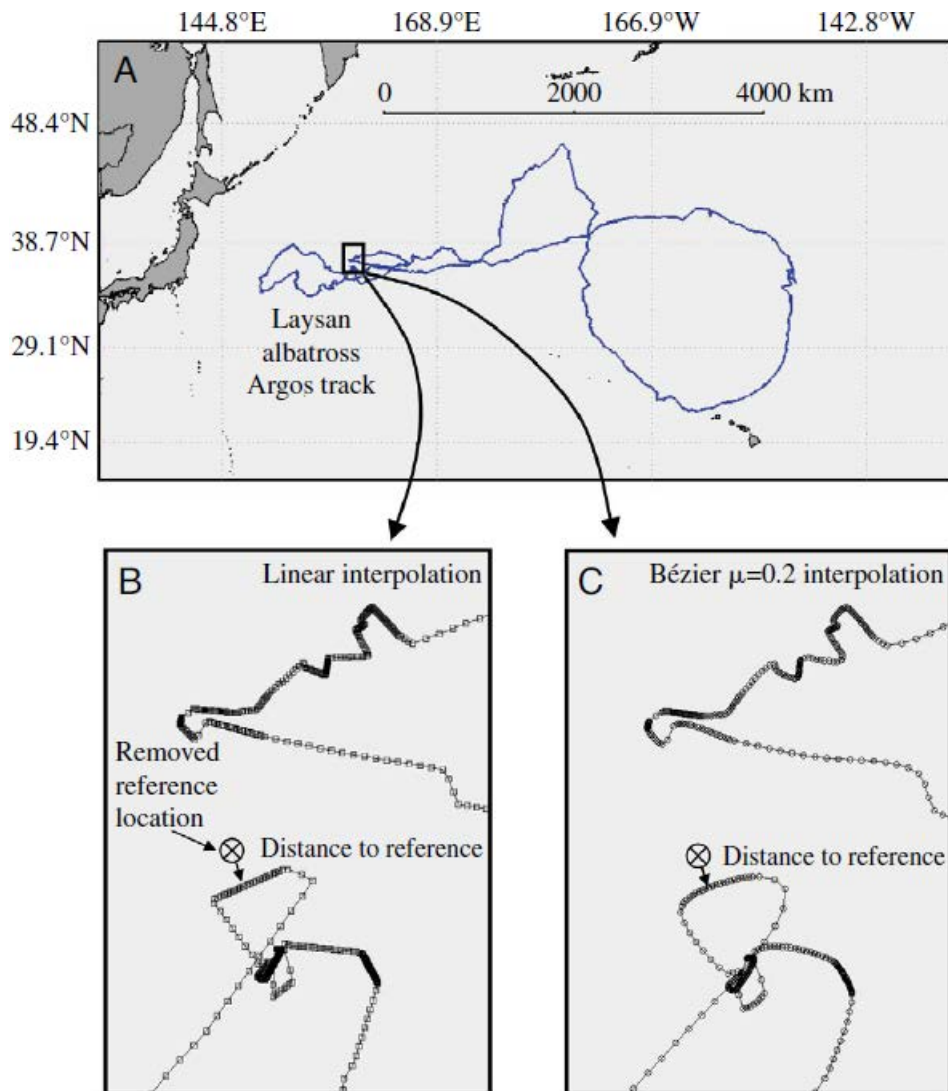 144.8°E 168.9°E 166.9°W 142.8°W
A
0 2000 4000 km
48.4°N
38.7°N
29.1°N
19.4°N
Laysan
albatross
Argos track
B Linear interpolation
Removed
reference
location
Distance to reference
C Bézier μ=0.2 interpolation
Distance to reference